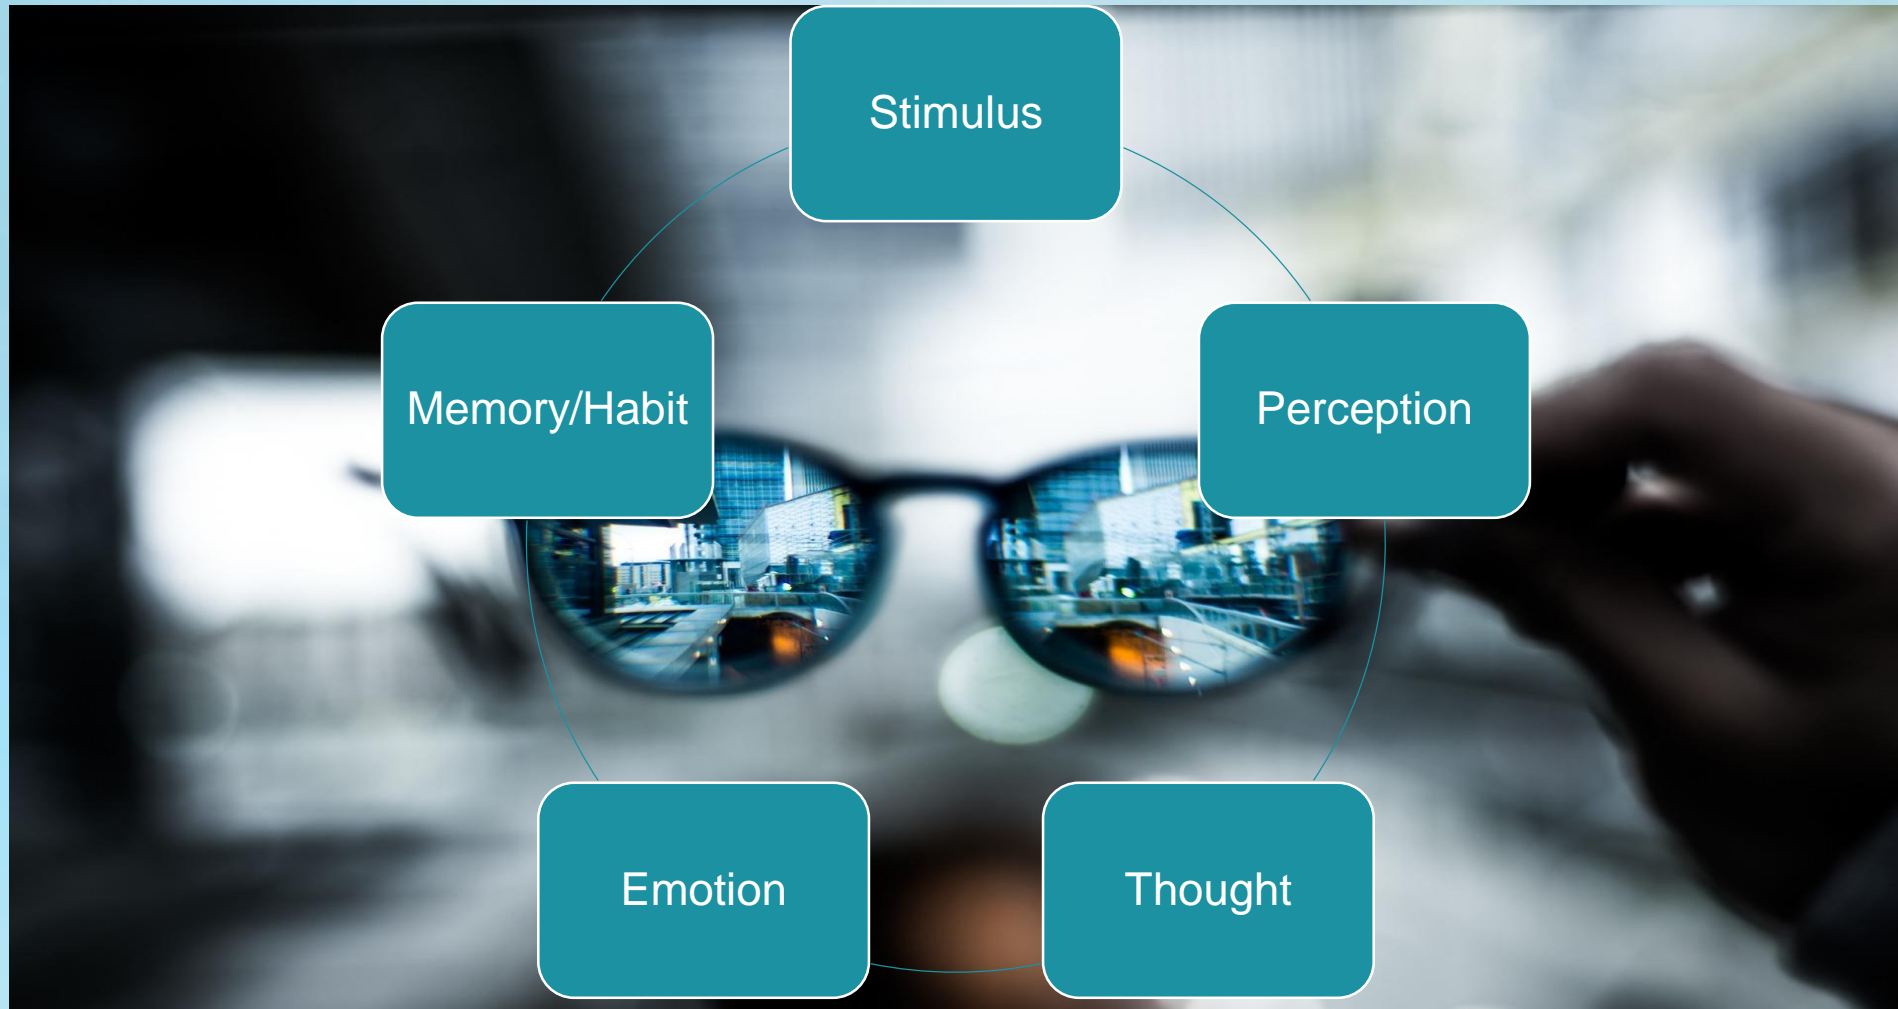 Stimulus
Perception
Thought
Emotion
Memory/Habit